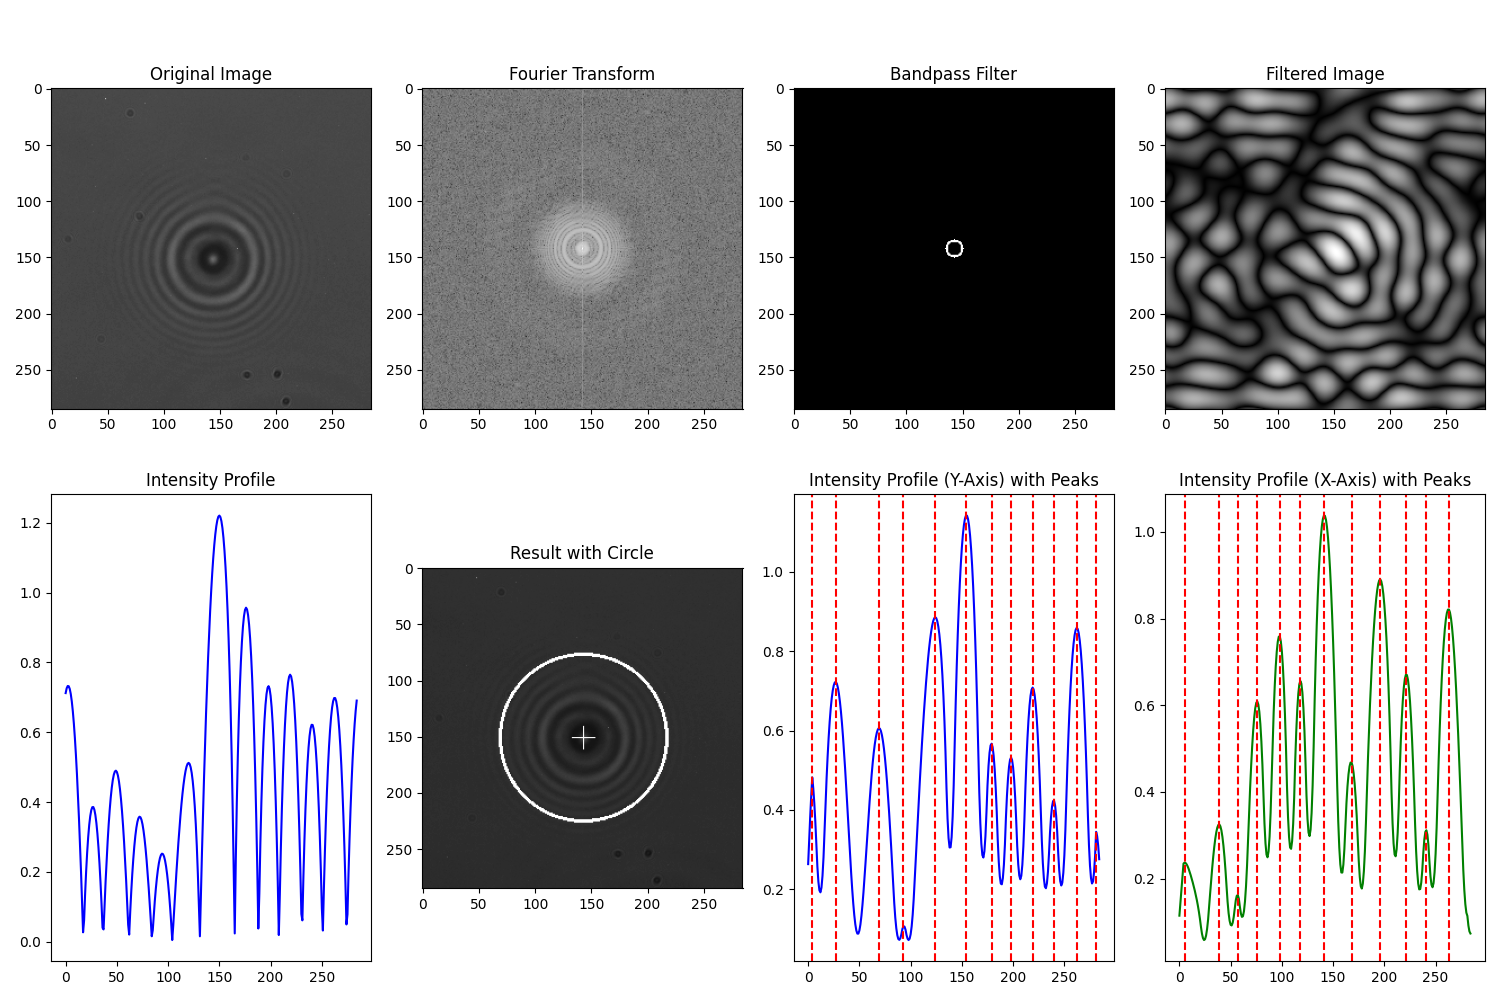 Original Image
Fourier Transform
Bandpass Filter
Filtered Image
0
50
100
150
200
250
0 50 100 150 200 250
0
50
100
150
200
250
0 50 100 150 200 250
0
50
100
150
200
250
0 50 100 150 200 250
0
50
100
150
200
250
0 50 100 150 200 250
Intensity Profile
1.2
1.0
0.8
0.6
0.4
0.2
0.0
0 50 100 150 200 250
Result with Circle
0
50
100
150
200
250
0 50 100 150 200 250
Intensity Profile (Y-Axis) with Peaks
1.0
0.8
0.6
0.4
0.2
0 50 100 150 200 250
Intensity Profile (X-Axis) with Peaks
1.0
0.8
0.6
0.4
0.2
0 50 100 150 200 250